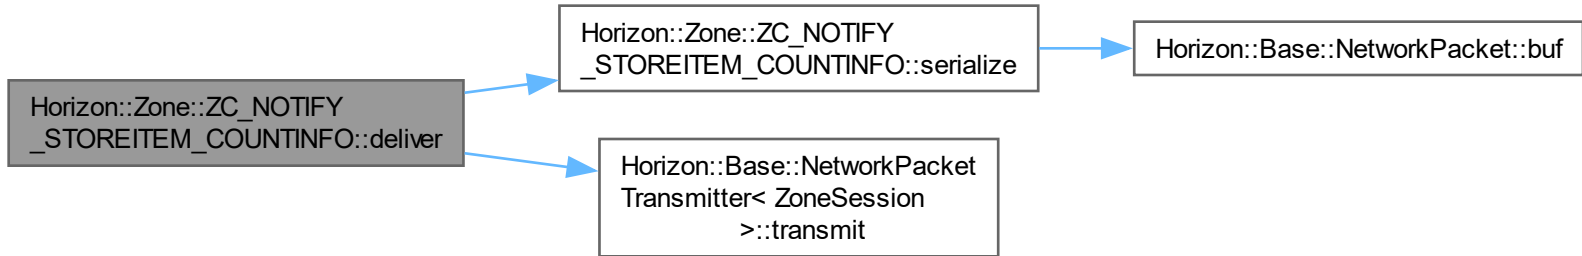 Horizon::Zone::ZC_NOTIFY
_STOREITEM_COUNTINFO::deliver
Horizon::Zone::ZC_NOTIFY
_STOREITEM_COUNTINFO::serialize
Horizon::Base::NetworkPacket::buf
Horizon::Base::NetworkPacket
Transmitter< ZoneSession
>::transmit